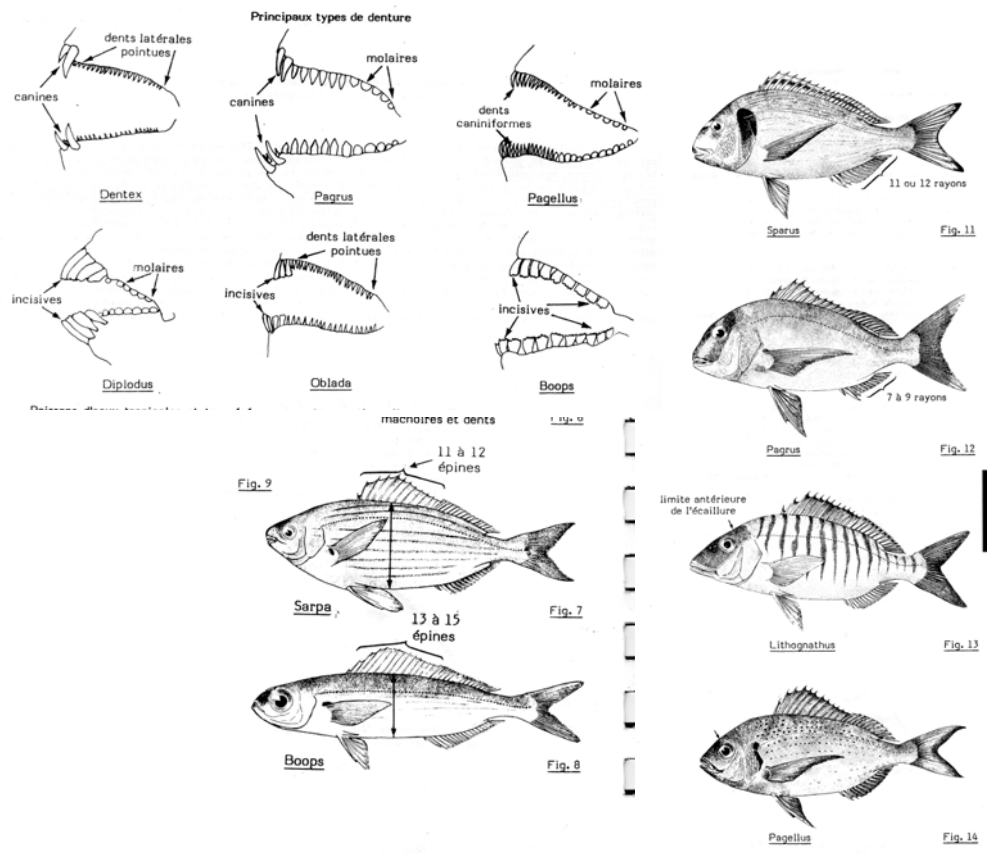 Principaux types de denture
dents latérales
pointues
canines
Dentex
molaires
canines
Pagrus
molaires
dents
caniniformes
Pagellus
molaires
incisives
Diplodus
dents latérales
pointues
incisives
Oblada
incisives
Boops
mâchoires et dents
11 à 12
épines
Fig. 9
Sarpa
Fig. 7
13 à 15
épines
Boops
Fig. 8
11 ou 12 rayons
Sparus
Fig. 11
7 à 9 rayons
Pagrus
Fig. 12
limite antérieure
de l'écaillure
Lithognathus
Fig. 13
Pagellus
Fig. 14